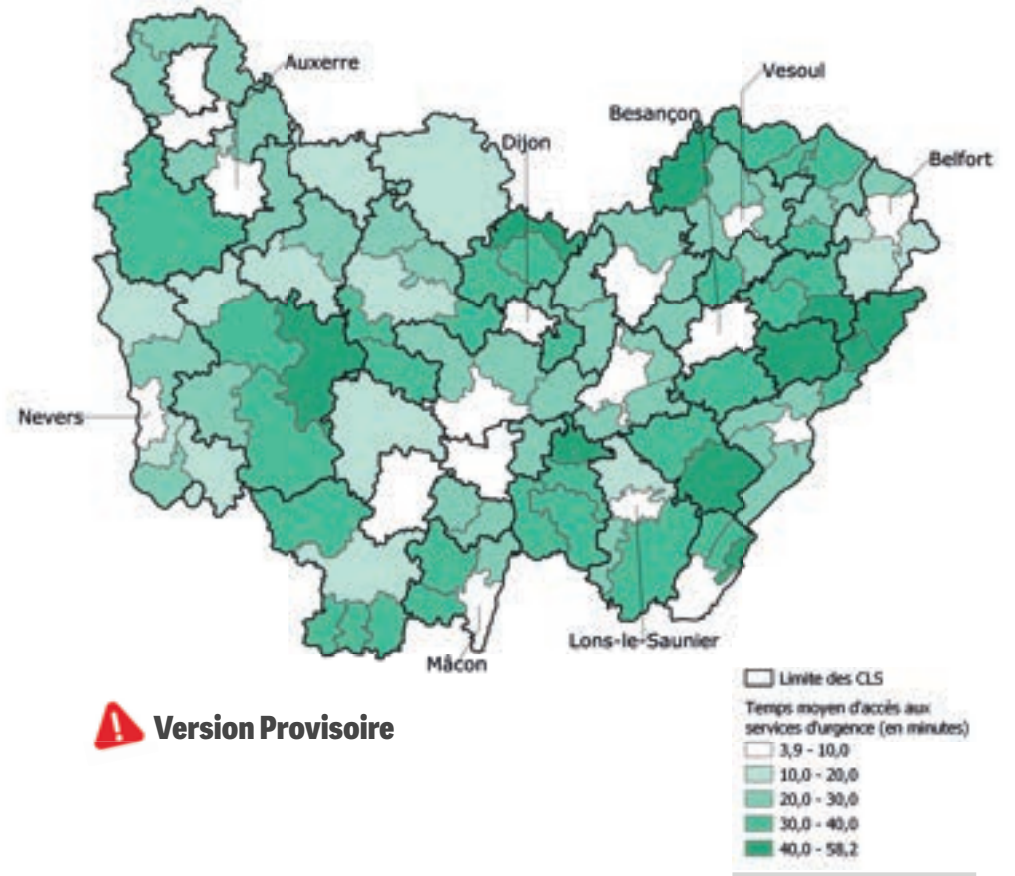 Auxerre
Vesoul
Besançon
Dijon
Belfort
Nevers
Lons-le-Saunier
Mâcon
Version Provisoire
Limite des CLS
Temps moyen d'accès aux
services d'urgence (en minutes)
3,9 - 10,0
10,0 - 20,0
20,0 - 30,0
30,0 - 40,0
40,0 - 58,2